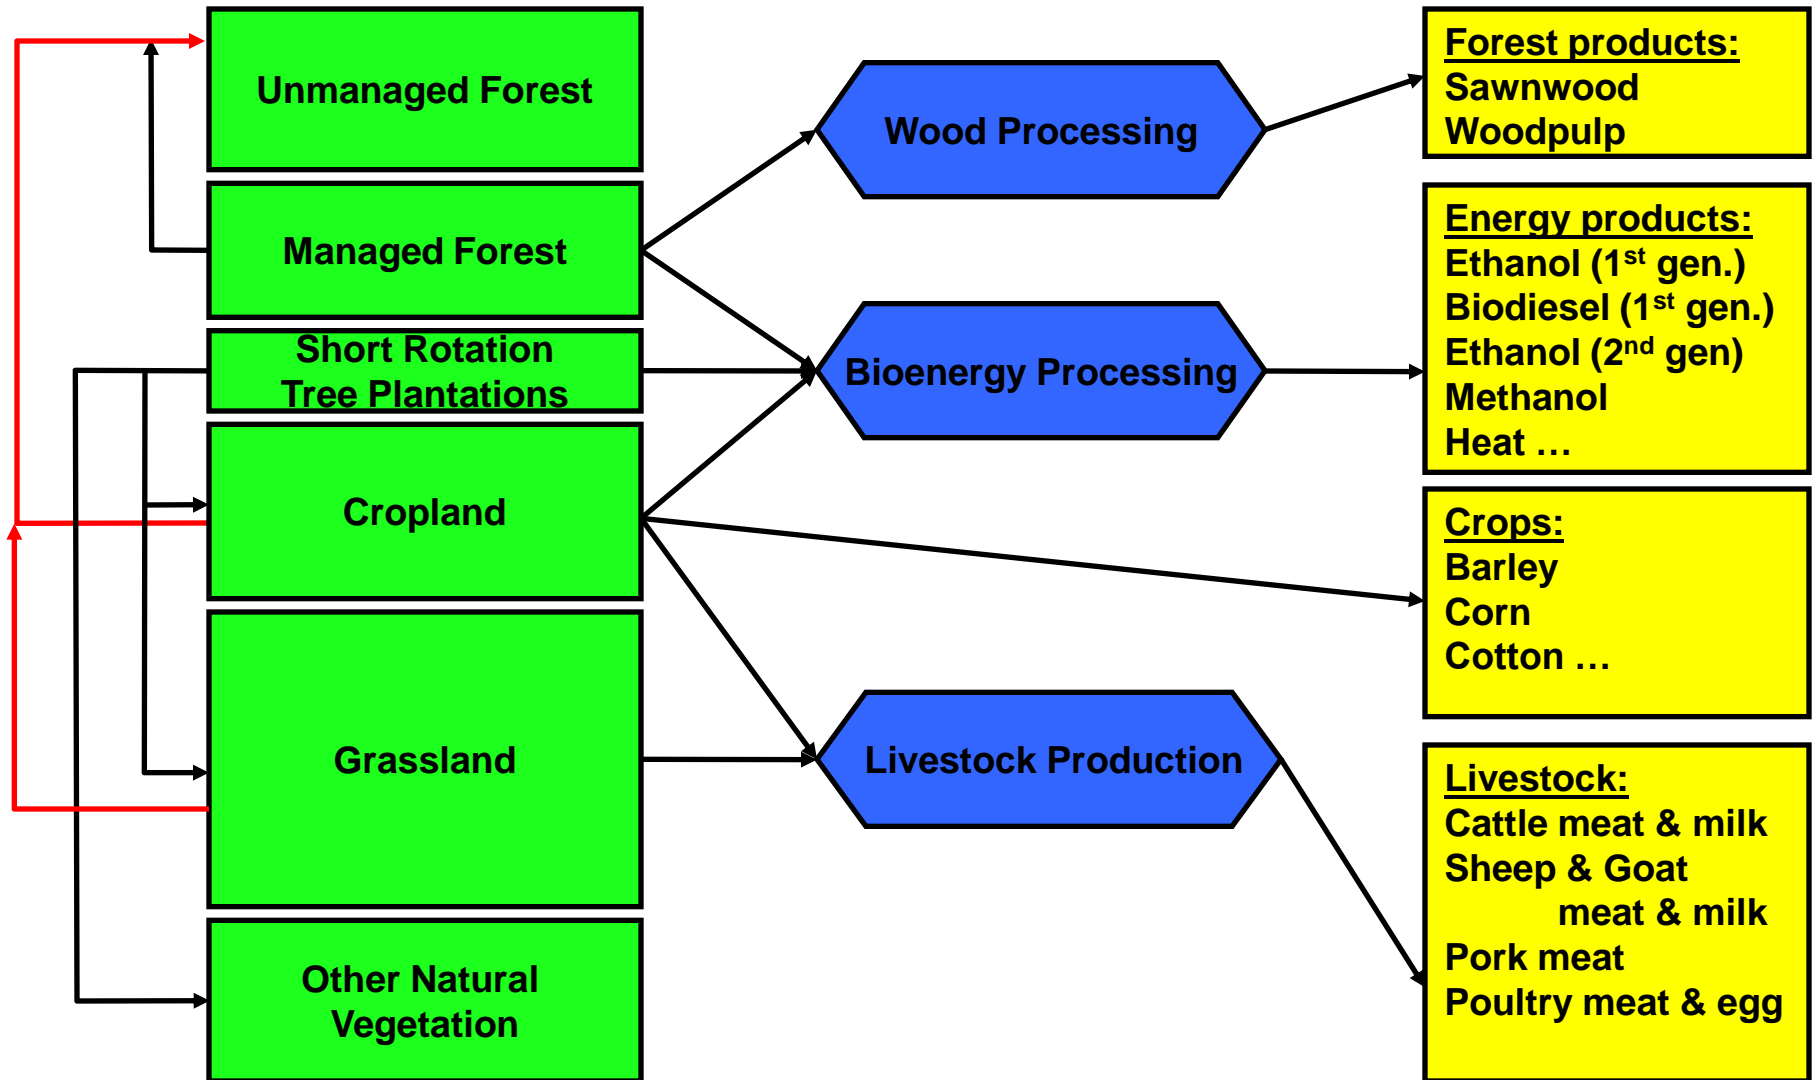 Unmanaged Forest
Managed Forest
Short Rotation
Tree Plantations
Cropland
Grassland
Other Natural
Vegetation
Wood Processing
Bioenergy Processing
Livestock Production
Forest products:
Sawnwood
Woodpulp
Energy products:
Ethanol (1st gen.)
Biodiesel (1st gen.)
Ethanol (2nd gen)
Methanol
Heat …
Crops:
Barley
Corn
Cotton …
Livestock:
Cattle meat & milk
Sheep & Goat
meat & milk
Pork meat
Poultry meat & egg